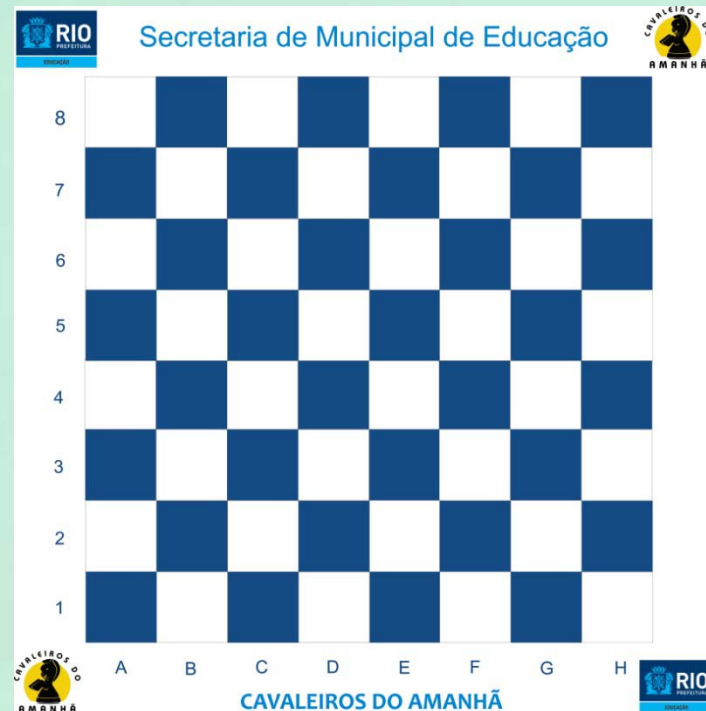 RIO
PREFEITURA
EDUCAÇÃO
Secretaria de Municipal de Educação
CAVALEIROS DO
AMANHÃ
8
7
6
5
4
3
2
1
A B C D E F G H
CAVALEIROS DO
AMANHÃ
CAVALEIROS DO AMANHÃ
RIO
PREFEITURA
EDUCAÇÃO